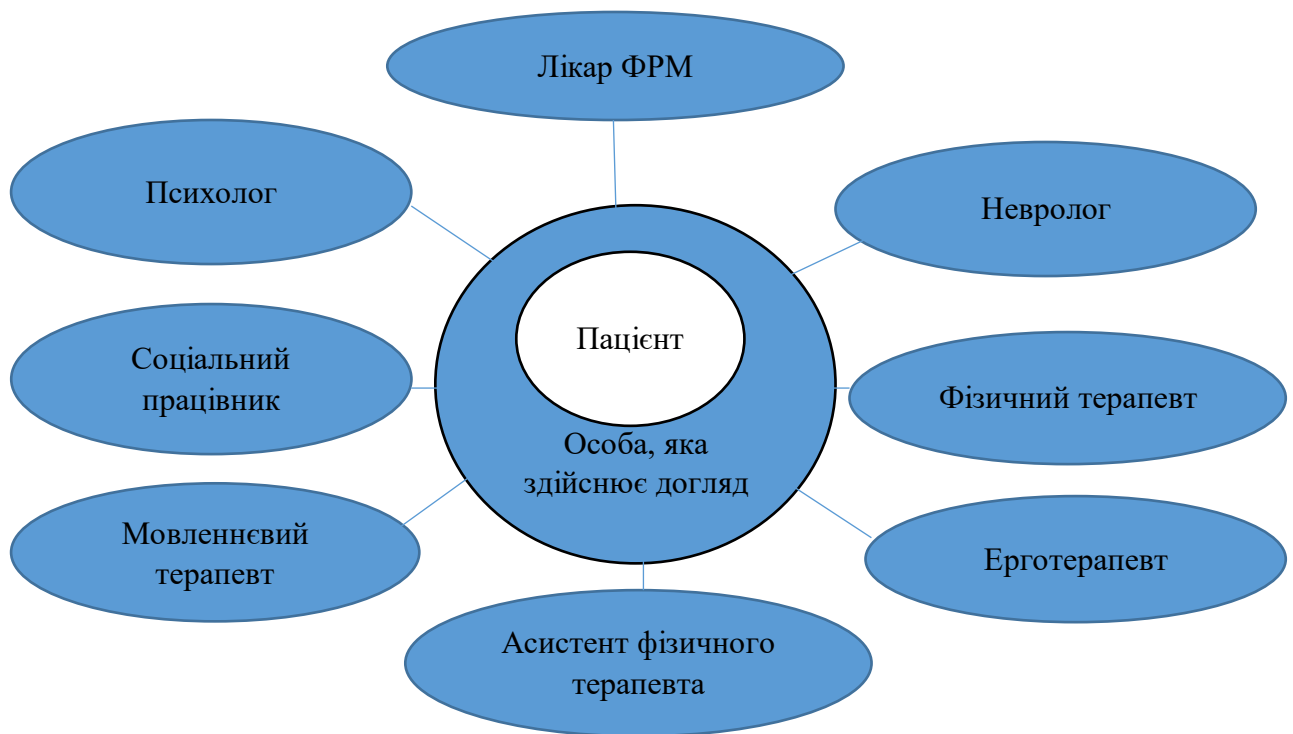 Лікар ФРМ
Психолог
Невролог
Пацієнт
Соціальний
працівник
Фізичний терапевт
Особа, яка
здійснює догляд
Мовленнєвий
терапевт
Ерготерапевт
Асистент фізичного
терапевта